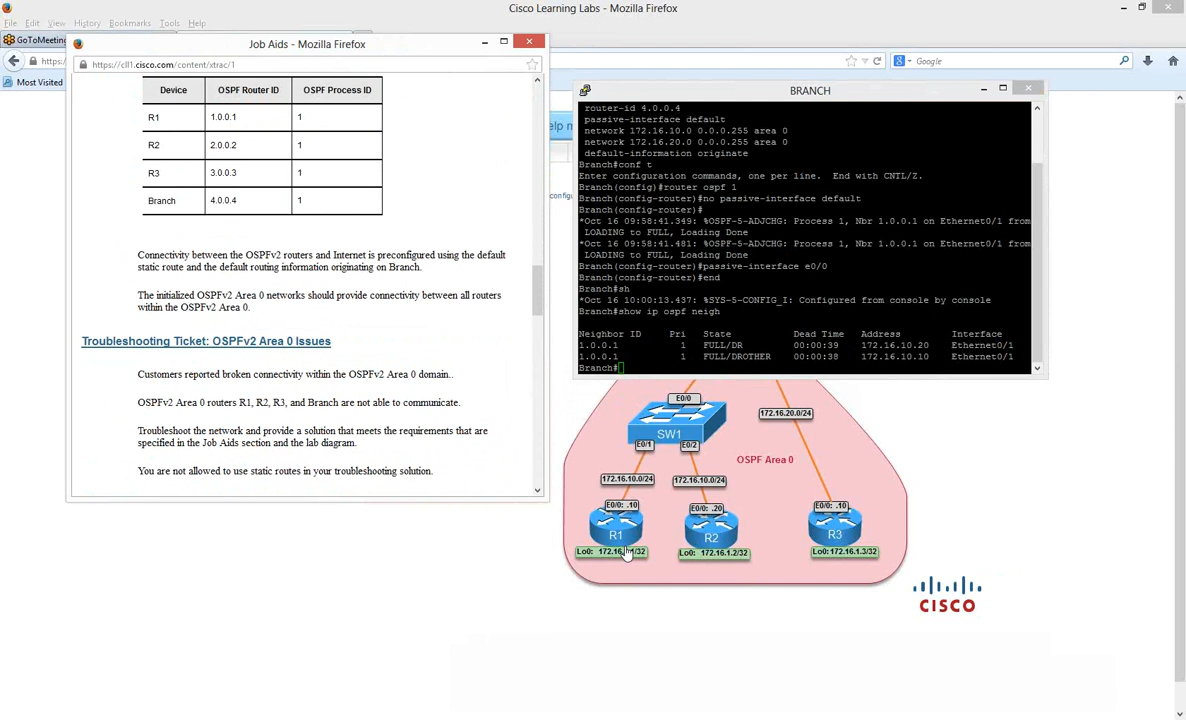 Cisco Learning Labs - Mozilla Firefox
File Edit View History Bookmarks Tools Help
GoToMeeting
https:
Google
Most Visited
Job Aids - Mozilla Firefox
https://cll1.cisco.com/content/xtrac/1
Device OSPF Router ID OSPF Process ID
R1 1.0.0.1 1
R2 2.0.0.2 1
R3 3.0.0.3 1
Branch 4.0.0.4 1
Connectivity between the OSPFv2 routers and Internet is preconfigured using the default
static route and the default routing information originating on Branch.
The initialized OSPFv2 Area 0 networks should provide connectivity between all routers
within the OSPFv2 Area 0.
Troubleshooting Ticket: OSPFv2 Area 0 Issues
Customers reported broken connectivity within the OSPFv2 Area 0 domain..
OSPFv2 Area 0 routers R1, R2, R3, and Branch are not able to communicate.
Troubleshoot the network and provide a solution that meets the requirements that are
specified in the Job Aids section and the lab diagram.
You are not allowed to use static routes in your troubleshooting solution.
elp m
configu
BRANCH
router-id 4.0.0.4
passive-interface default
network 172.16.10.0 0.0.0.255 area 0
network 172.16.20.0 0.0.0.255 area 0
default-information originate
Branch#conf t
Enter configuration commands, one per line. End with CNTL/Z.
Branch(config)#router ospf 1
Branch(config-router)#no passive-interface default
Branch(config-router)#
*Oct 16 09:58:41.349: %OSPF-5-ADJCHG: Process 1, Nbr 1.0.0.1 on Ethernet0/1 from
LOADING to FULL, Loading Done
*Oct 16 09:58:41.481: %OSPF-5-ADJCHG: Process 1, Nbr 1.0.0.1 on Ethernet0/1 from
LOADING to FULL, Loading Done
Branch(config-router)#passive-interface e0/0
Branch(config-router)#end
Branch#sh
*Oct 16 10:00:13.437: %SYS-5-CONFIG_I: Configured from console by console
Branch#show ip ospf neigh
Neighbor ID Pri State Dead Time Address Interface
1.0.0.1 1 FULL/DR 00:00:39 172.16.10.20 Ethernet0/1
1.0.0.1 1 FULL/DROTHER 00:00:38 172.16.10.10 Ethernet0/1
Branch#
E0/0
172.16.20.0/24
SW1
E0/1 E0/2
OSPF Area 0
172.16.10.0/24 172.16.10.0/24
E0/0: .10 E0/0: .20 E0/0: .10
R1 R2 R3
Lo0: 172.16. 1/32 Lo0: 172.16.1.2/32 Lo0:172.16.1.3/32
CISCO